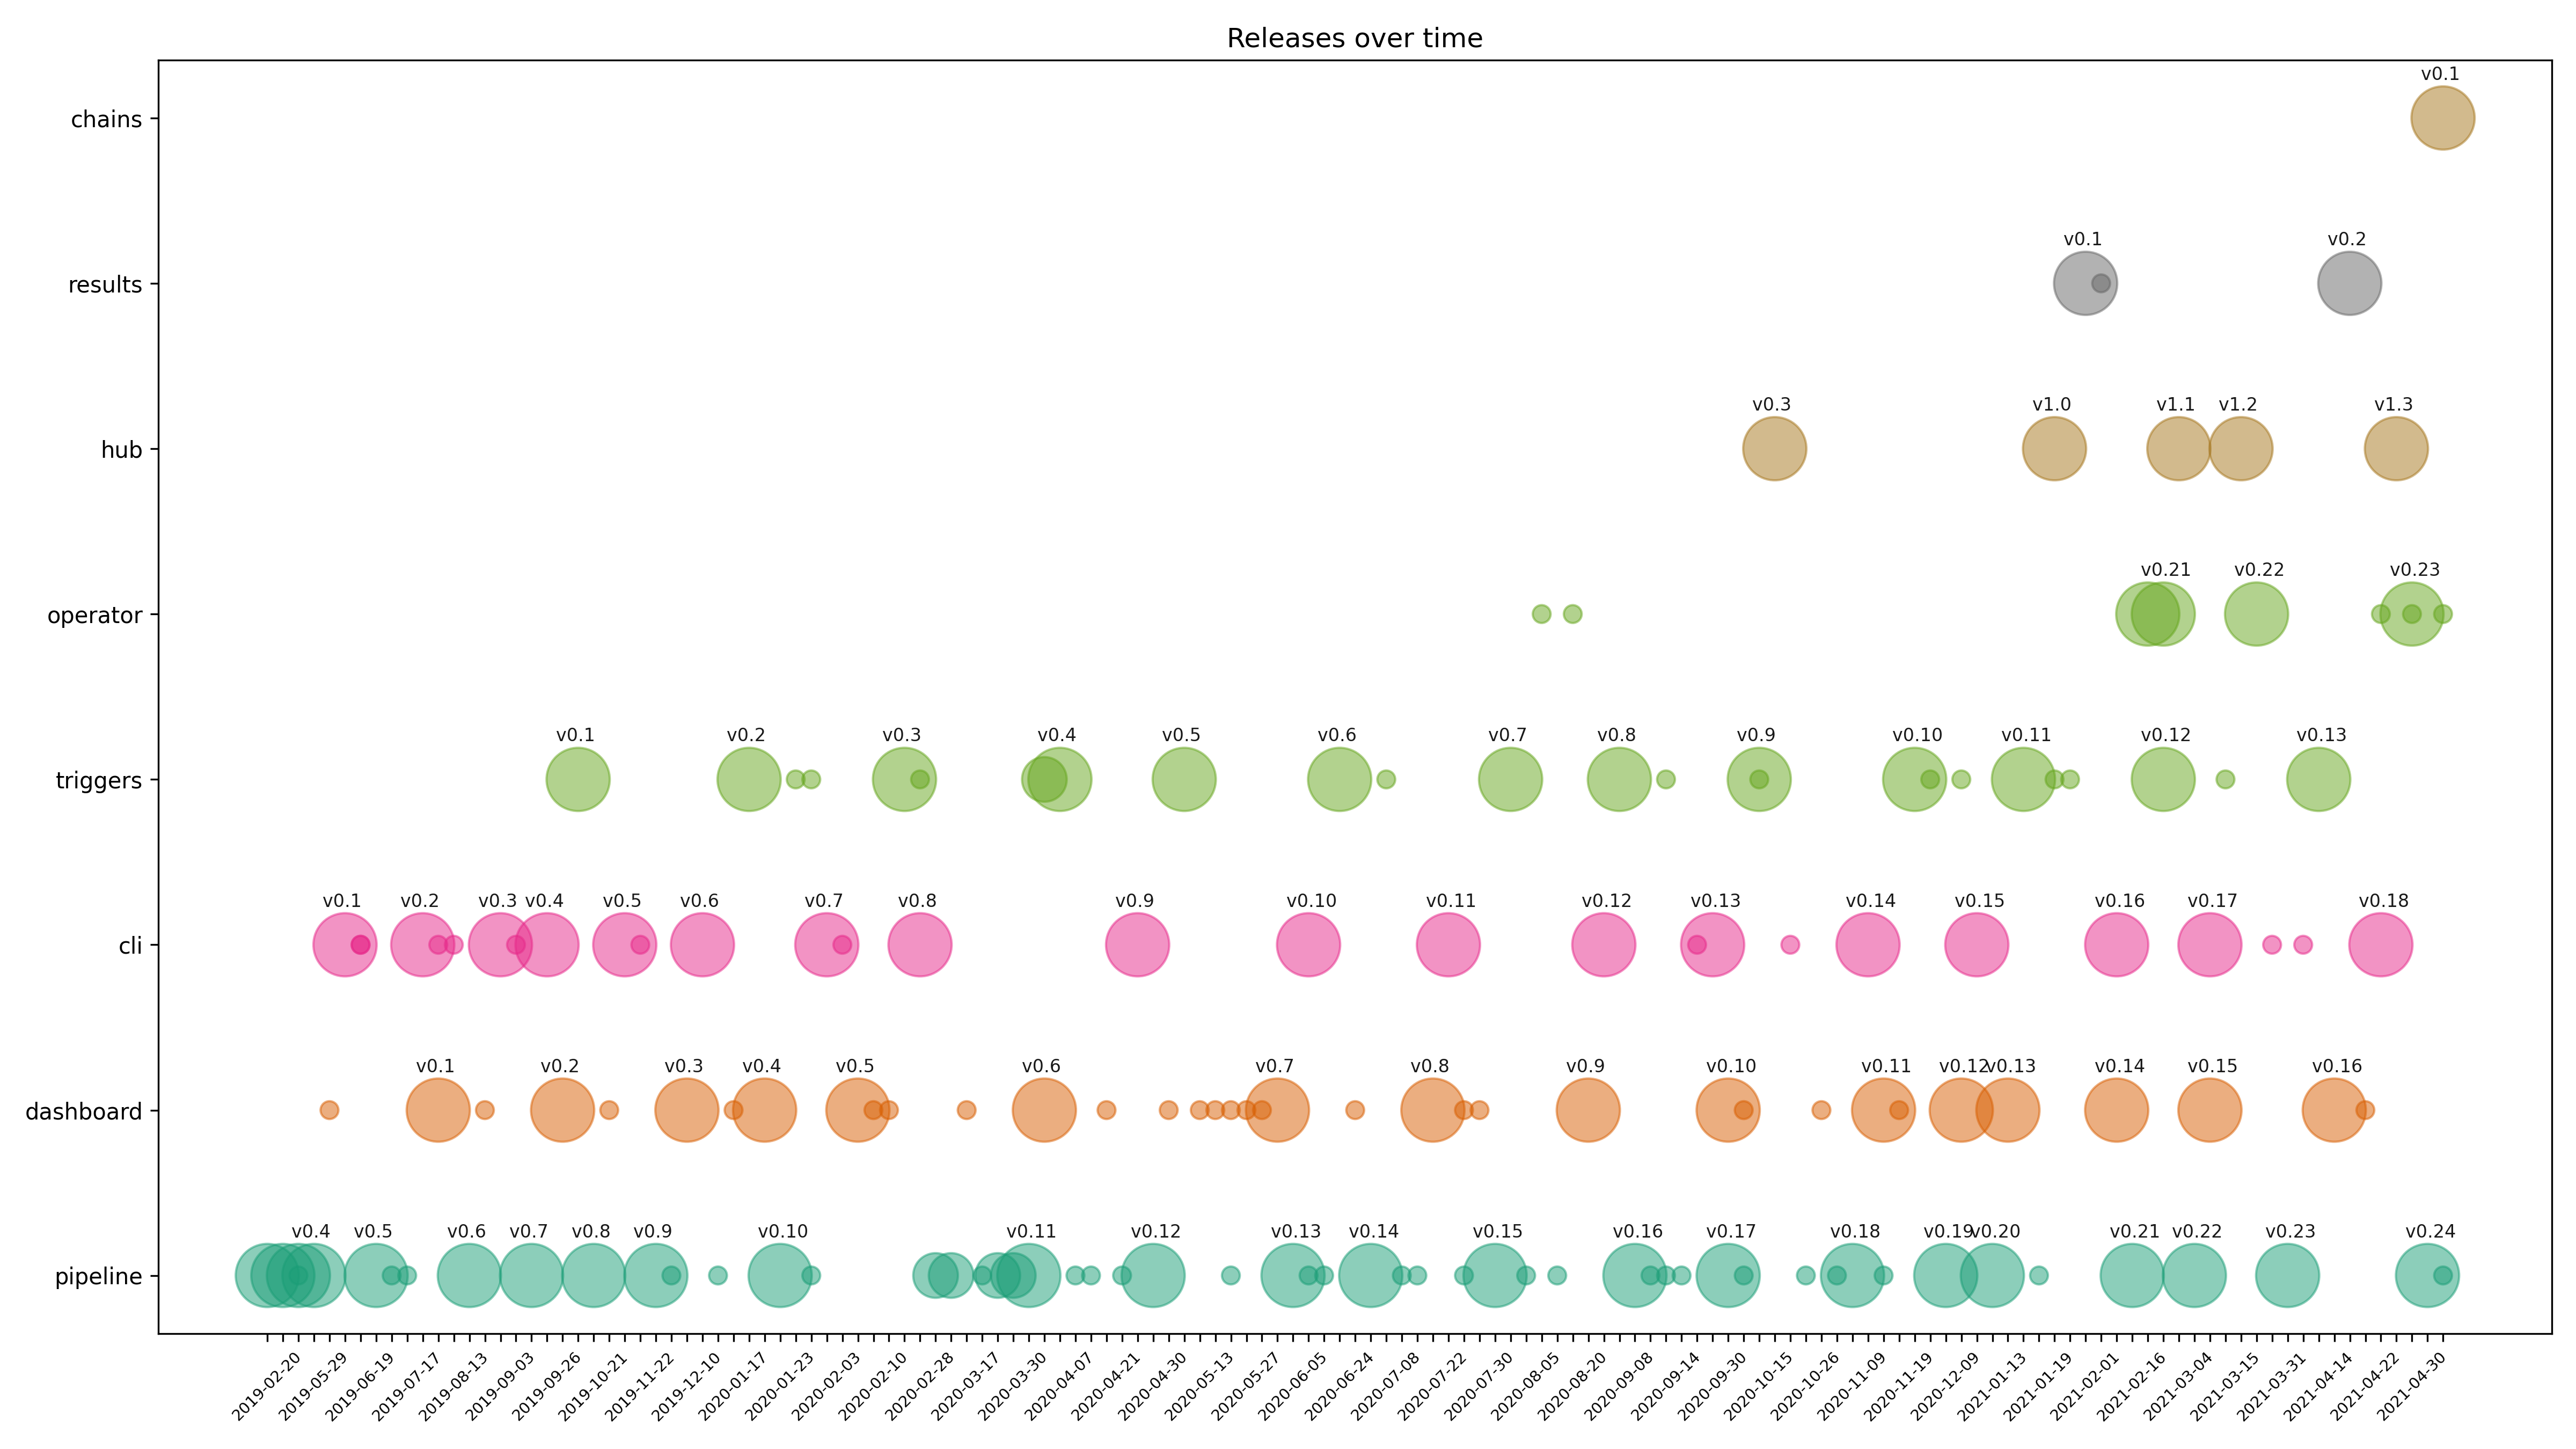 Releases over time
chains
v0.1
results
v0.1 v0.2
hub
v0.3 v1.0 v1.1 v1.2 v1.3
operator
v0.21 v0.22 v0.23
triggers
v0.1 v0.2 v0.3 v0.4 v0.5 v0.6 v0.7 v0.8 v0.9 v0.10 v0.11 v0.12 v0.13
cli
v0.1 v0.2 v0.3 v0.4 v0.5 v0.6 v0.7 v0.8 v0.9 v0.10 v0.11 v0.12 v0.13 v0.14 v0.15 v0.16 v0.17 v0.18
dashboard
v0.1 v0.2 v0.3 v0.4 v0.5 v0.6 v0.7 v0.8 v0.9 v0.10 v0.11 v0.12 v0.13 v0.14 v0.15 v0.16
pipeline
v0.4 v0.5 v0.6 v0.7 v0.8 v0.9 v0.10 v0.11 v0.12 v0.13 v0.14 v0.15 v0.16 v0.17 v0.18 v0.19 v0.20 v0.21 v0.22 v0.23 v0.24
2019-02-20 2019-05-29 2019-06-19 2019-07-17 2019-08-13 2019-09-03 2019-09-26 2019-10-21 2019-11-22 2019-12-10 2020-01-17 2020-01-23 2020-02-03 2020-02-10 2020-02-28 2020-03-17 2020-03-30 2020-04-07 2020-04-21 2020-04-30 2020-05-13 2020-05-27 2020-06-05 2020-06-24 2020-07-08 2020-07-22 2020-07-30 2020-08-05 2020-08-20 2020-09-08 2020-09-14 2020-09-30 2020-10-15 2020-10-26 2020-11-09 2020-11-19 2020-12-09 2021-01-13 2021-01-19 2021-02-01 2021-02-16 2021-03-04 2021-03-15 2021-03-31 2021-04-14 2021-04-22 2021-04-30